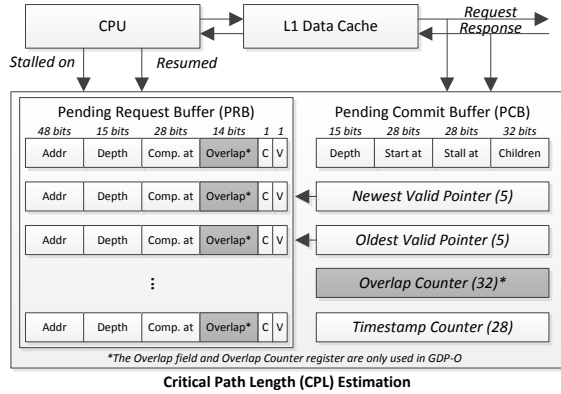 CPU
L1 Data Cache
Request
Response
Stalled on
Resumed
Pending Request Buffer (PRB)
48 bits 15 bits 28 bits 14 bits 1 1
Addr Depth Comp. at Overlap* C V
Addr Depth Comp. at Overlap* C V
Addr Depth Comp. at Overlap* C V
⋮
Addr Depth Comp. at Overlap* C V
Pending Commit Buffer (PCB)
15 bits 28 bits 28 bits 32 bits
Depth Start at Stall at Children
Newest Valid Pointer (5)
Oldest Valid Pointer (5)
Overlap Counter (32)*
Timestamp Counter (28)
*The Overlap field and Overlap Counter register are only used in GDP-O
Critical Path Length (CPL) Estimation